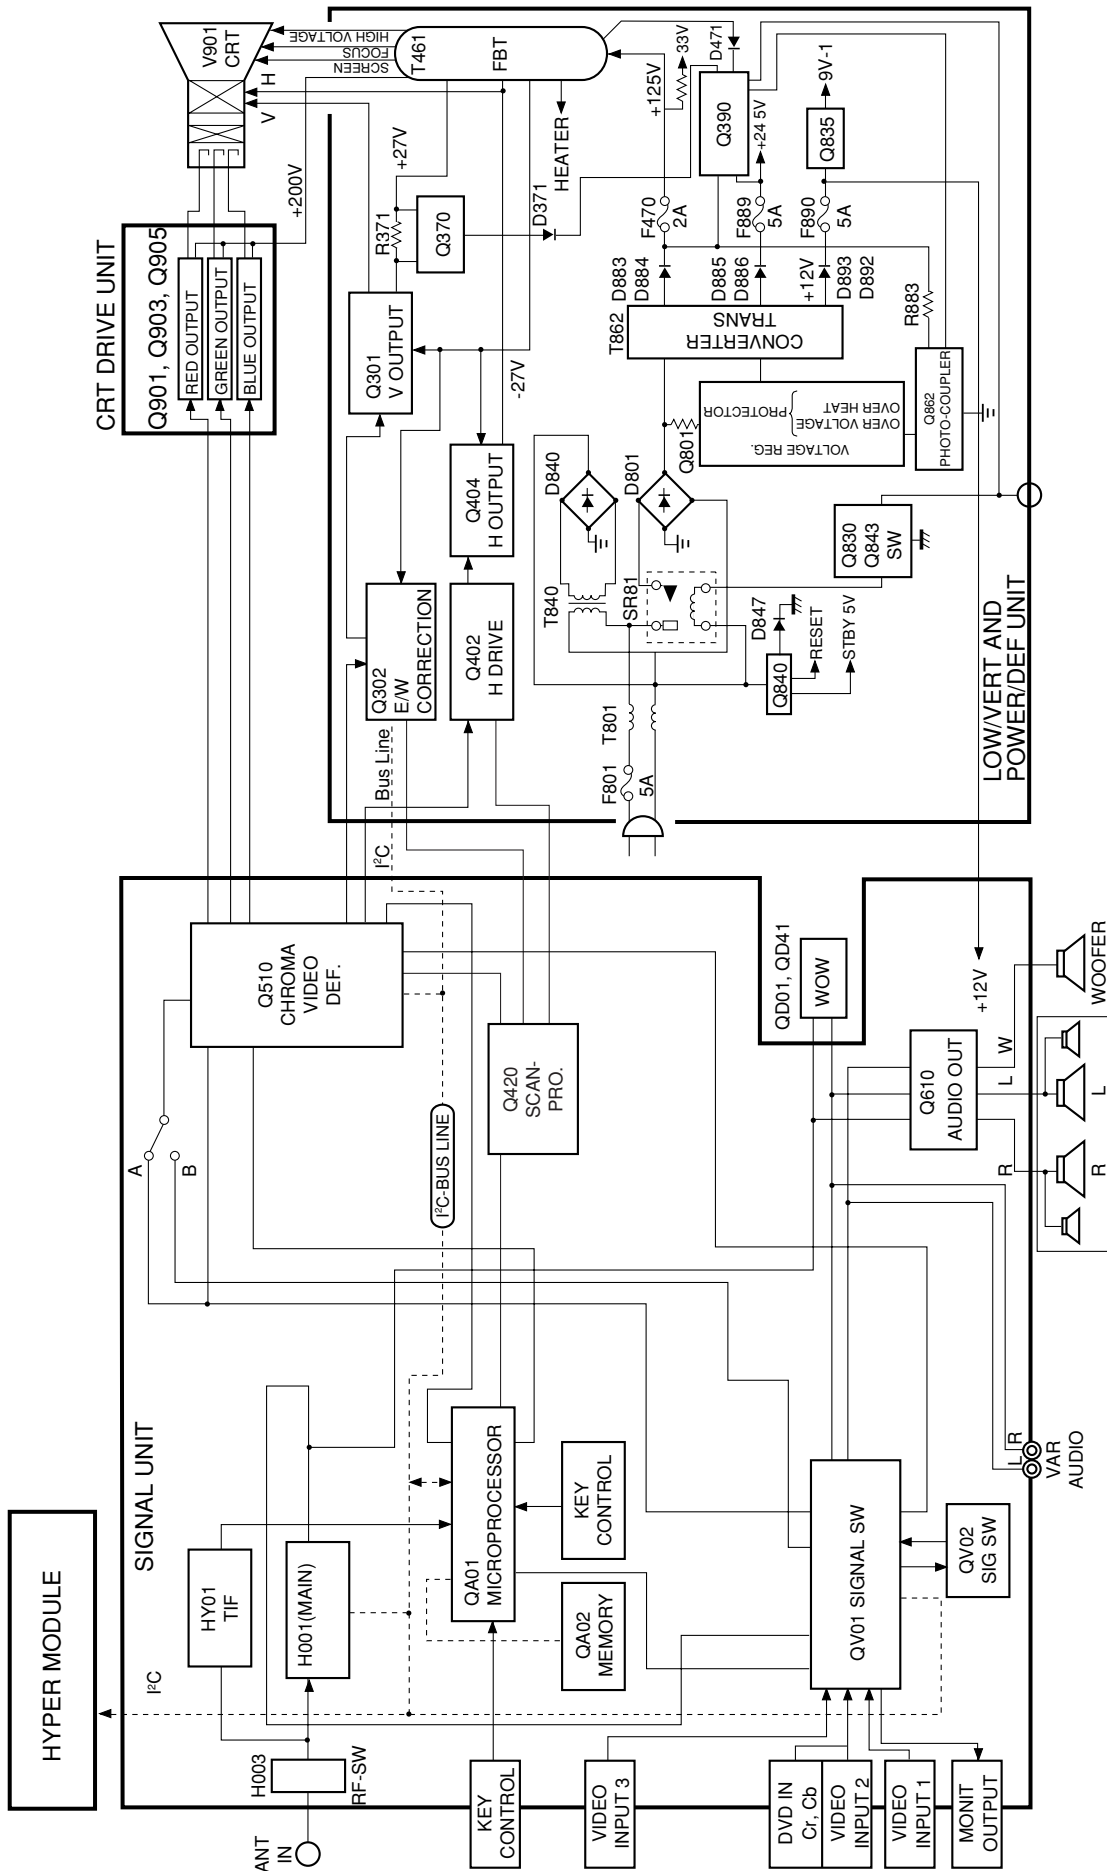 HYPER MODULE
SIGNAL UNIT
I²C
HY01
TIF
H001(MAIN)
H003
RF-SW
ANT
IN
KEY
CONTROL
QA01
MICROPROCESSOR
KEY
CONTROL
QA02
MEMORY
VIDEO
INPUT 3
DVD IN
Cr, Cb
VIDEO
INPUT 2
VIDEO
INPUT 1
MONIT
OUTPUT
QV01 SIGNAL SW
QV02
SIG SW
L
R
VAR
AUDIO
A
B
Q510
CHROMA
VIDEO
DEF.
I²C-BUS LINE
Q420
SCAN-
PRO.
QD01, QD41
WOW
Q610
AUDIO OUT
R
L
W
R
L
WOOFER
+12V
I²C
Bus Line
CRT DRIVE UNIT
Q901, Q903, Q905
RED OUTPUT
GREEN OUTPUT
BLUE OUTPUT
+200V
V901
CRT
HIGH VOLTAGE
FOCUS
SCREEN
H
V
T461
FBT
HEATER
+27V
R371
Q370
D371
Q301
V OUTPUT
-27V
Q302
E/W
CORRECTION
Q404
H OUTPUT
Q402
H DRIVE
D840
D801
T840
SR81
T801
F801
5A
D847
Q840
RESET
STBY 5V
Q830
Q843
SW
Q801
VOLTAGE REG.
OVER VOLTAGE
OVER HEAT
PROTECTOR
Q862
PHOTO-COUPLER
R883
T862
CONVERTER
TRANS
D883
D884
D885
D886
+12V
D893
D892
F470
2A
F889
5A
F890
5A
+125V
33V
D471
Q390
+24 5V
Q835
9V-1
LOW/VERT AND
POWER/DEF UNIT